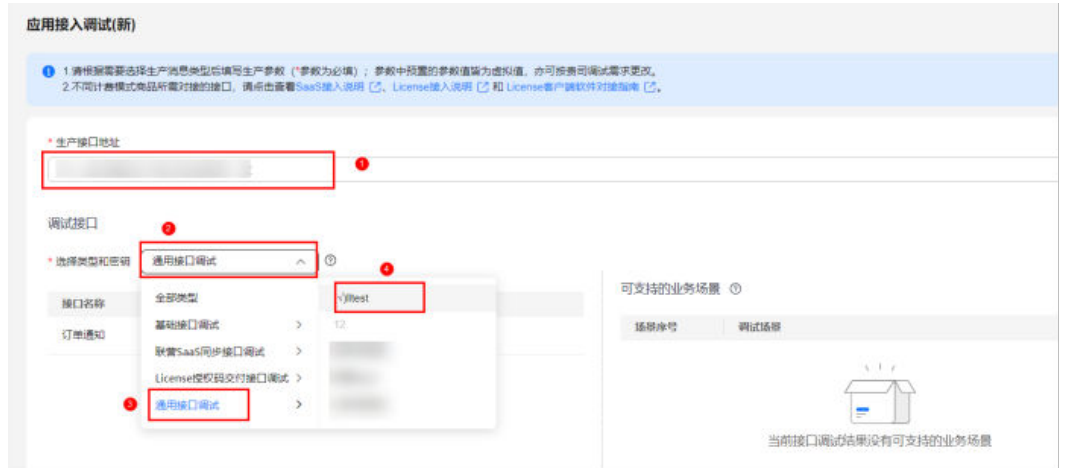 应用接入调试(新)
1.请根据需要选择生产消息类型后填写生产参数（*参数为必填）；参数中预置的参数值皆为虚拟值，亦可按贵司调试需求更改。
2.不同计费模式商品所需对接的接口，请点击查看SaaS接入说明、License接入说明 和 License客户端软件对接指南。
* 生产接口地址
1
调试接口
2
* 选择类型和密钥 通用接口调试
4
可支持的业务场景
接口名称 全部类型
场景序号 调试场景
订单通知 基础接口调试 12
联营SaaS同步接口调试
License授权码交付接口调试
3 通用接口调试
当前接口调试结果没有可支持的业务场景